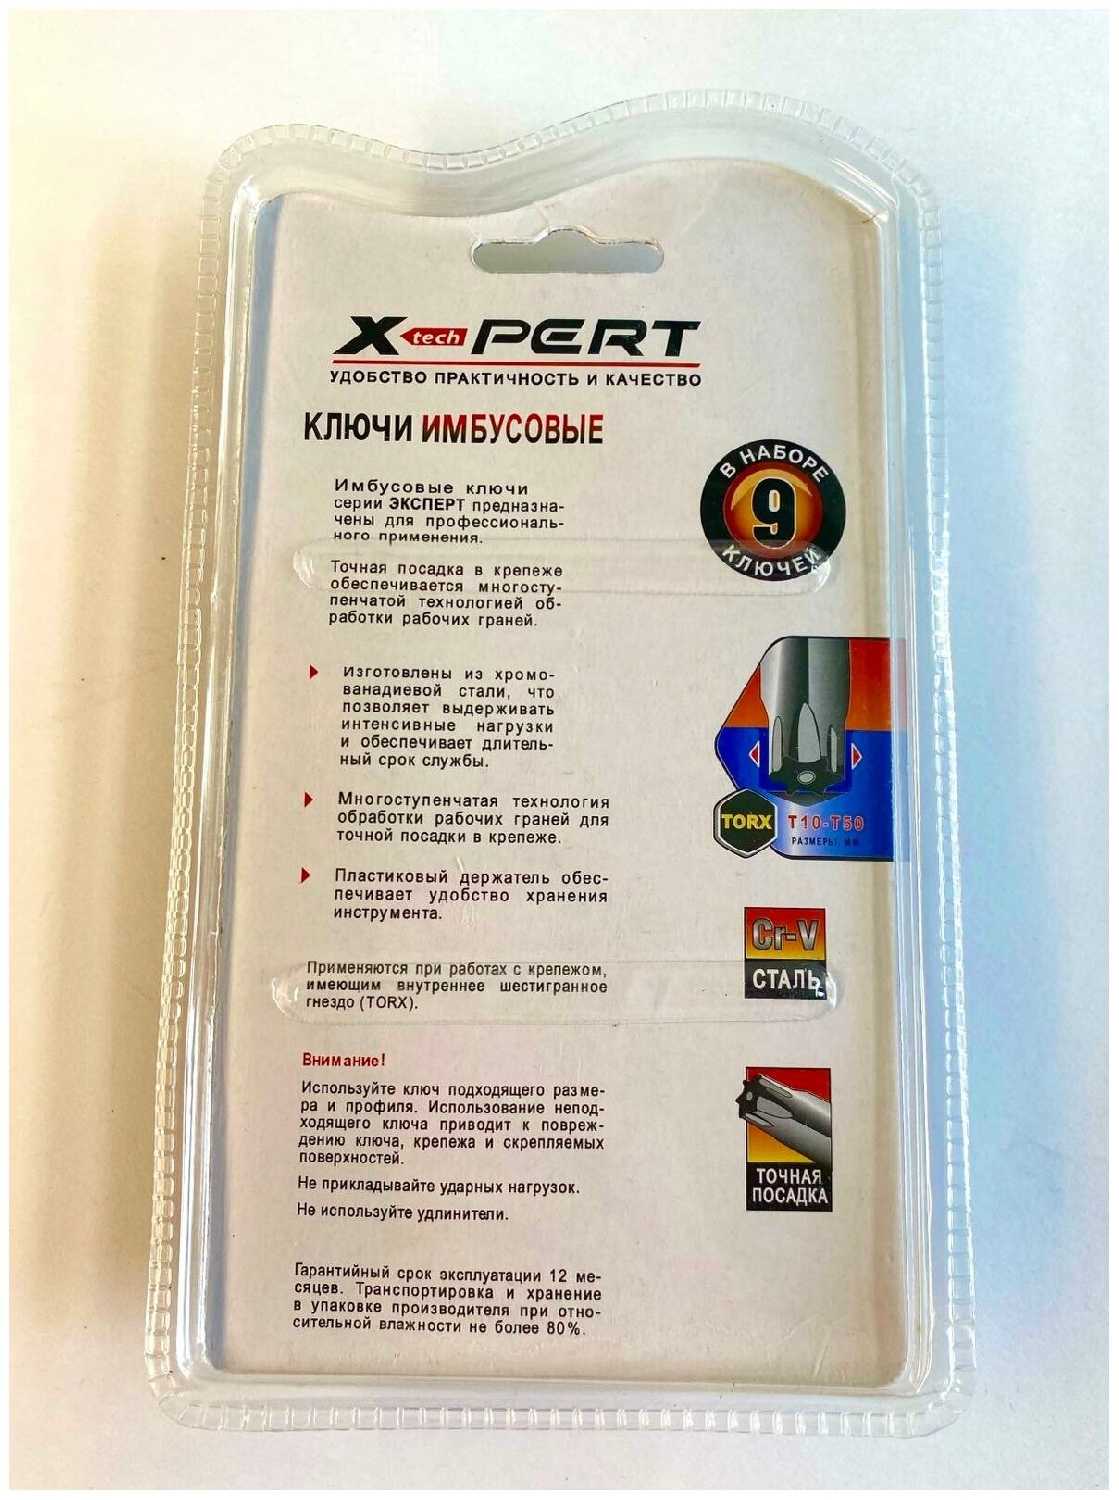 X tech PERT
УДОБСТВО ПРАКТИЧНОСТЬ И КАЧЕСТВО
КЛЮЧИ ИМБУСОВЫЕ
В НАБОРЕ
9
КЛЮЧЕЙ
Имбусовые ключи
серии ЭКСПЕРТ предназна-
чены для профессиональ-
ного применения.
Точная посадка в крепеже
обеспечивается многосту-
пенчатой технологией об-
работки рабочих граней.
Изготовлены из хромо-
ванадиевой стали, что
позволяет выдерживать
интенсивные нагрузки
и обеспечивает длитель-
ный срок службы.
Многоступенчатая технология
обработки рабочих граней для
точной посадки в крепеже.
TORX
T10-T50
РАЗМЕРЫ, мм
Пластиковый держатель обес-
печивает удобство хранения
инструмента.
Cr-V
СТАЛЬ
Применяются при работах с крепежом,
имеющим внутреннее шестигранное
гнездо (TORX).
Внимание!
Используйте ключ подходящего разме-
ра и профиля. Использование непод-
ходящего ключа приводит к повреж-
дению ключа, крепежа и скрепляемых
поверхностей.
Не прикладывайте ударных нагрузок.
Не используйте удлинители.
ТОЧНАЯ
ПОСАДКА
Гарантийный срок эксплуатации 12 ме-
сяцев. Транспортировка и хранение
в упаковке производителя при отно-
сительной влажности не более 80%.